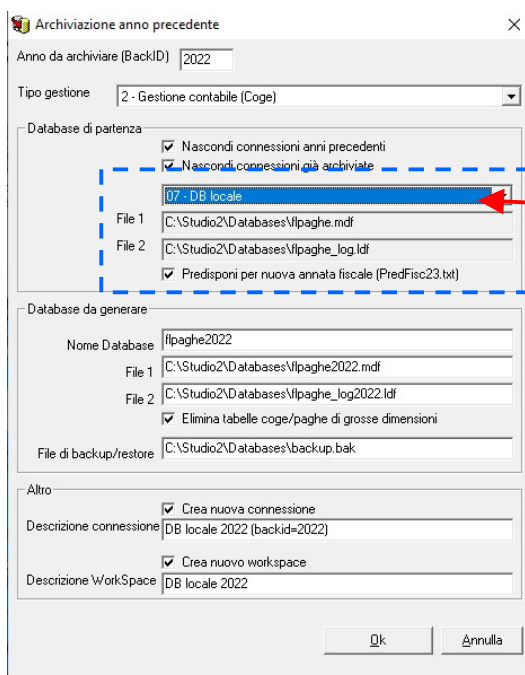 Archiviazione anno precedente
Anno da archiviare (BackID) 2022
Tipo gestione 2 - Gestione contabile (Coge)
Database di partenza
Nascondi connessioni anni precedenti
Nascondi connessioni già archiviate
07 - DB locale
File 1 C:\Studio2\Databases\flpaghe.mdf
File 2 C:\Studio2\Databases\flpaghe_log.ldf
Predisponi per nuova annata fiscale (PredFisc23.txt)
Database da generare
Nome Database flpaghe2022
File 1 C:\Studio2\Databases\flpaghe2022.mdf
File 2 C:\Studio2\Databases\flpaghe_log2022.ldf
Elimina tabelle coge/paghe di grosse dimensioni
File di backup/restore C:\Studio2\Databases\backup.bak
Altro
Crea nuova connessione
Descrizione connessione DB locale 2022 (backid=2022)
Crea nuovo workspace
Descrizione WorkSpace DB locale 2022
Ok Annulla